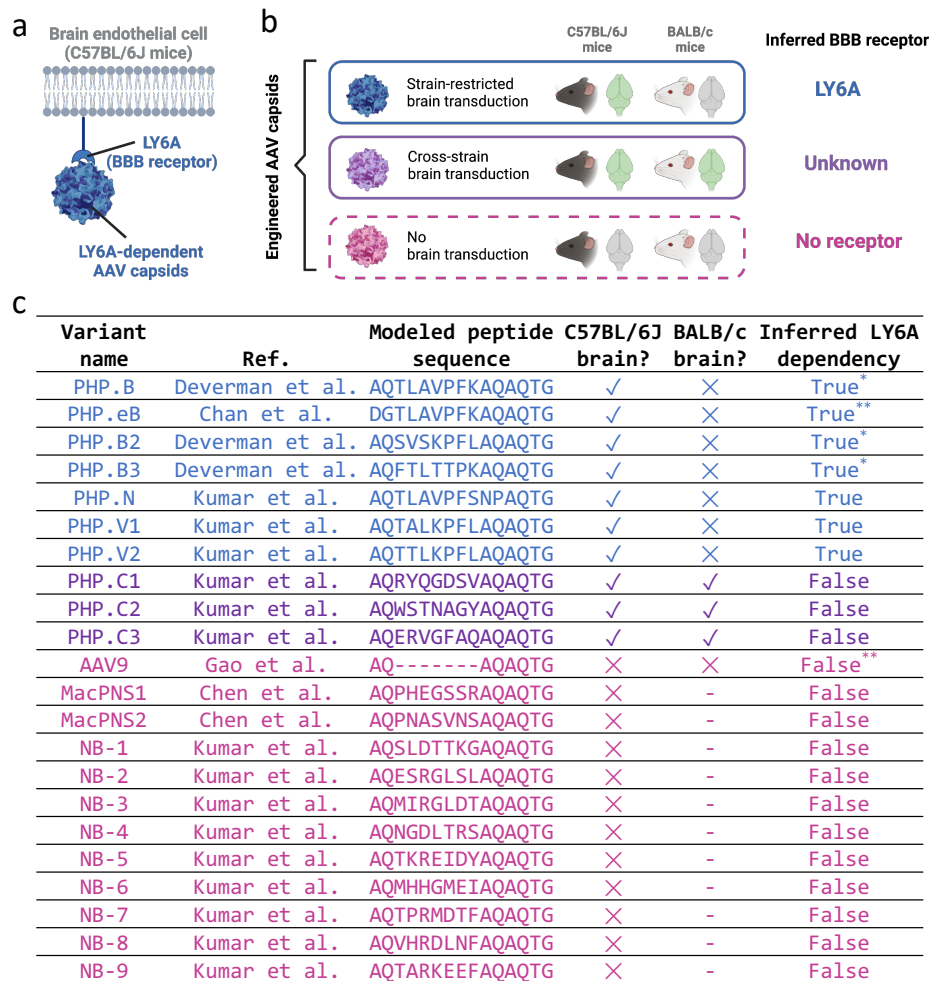 a
Brain endothelial cell
(C57BL/6J mice)
LY6A
(BBB receptor)
LY6A-dependent
AAV capsids
b
C57BL/6J
mice
BALB/c
mice
Inferred BBB receptor
Engineered AAV capsids
Strain-restricted
brain transduction
LY6A
Cross-strain
brain transduction
Unknown
No
brain transduction
No receptor
c
Variant name Ref. Modeled peptide sequence C57BL/6J brain? BALB/c brain? Inferred LY6A dependency
PHP.B Deverman et al. AQTLAVPFKAQAQTG ✓ × True*
PHP.eB Chan et al. DGTLAVPFKAQAQTG ✓ × True**
PHP.B2 Deverman et al. AQSVSKPFLAQAQTG ✓ × True*
PHP.B3 Deverman et al. AQFTLTTPKAQAQTG ✓ × True*
PHP.N Kumar et al. AQTLAVPFSNPAQTG ✓ × True
PHP.V1 Kumar et al. AQTALKPFLAQAQTG ✓ × True
PHP.V2 Kumar et al. AQTTLKPFLAQAQTG ✓ × True
PHP.C1 Kumar et al. AQRYQGDSVAQAQTG ✓ ✓ False
PHP.C2 Kumar et al. AQWSTNAGYAQAQTG ✓ ✓ False
PHP.C3 Kumar et al. AQERVGFAQAQAQTG ✓ ✓ False
AAV9 Gao et al. AQ-------AQAQTG × × False**
MacPNS1 Chen et al. AQPHEGSSRAQAQTG × - False
MacPNS2 Chen et al. AQPNASVNSAQAQTG × - False
NB-1 Kumar et al. AQSLDTTKGAQAQTG × - False
NB-2 Kumar et al. AQESRGLSLAQAQTG × - False
NB-3 Kumar et al. AQMIRGLDTAQAQTG × - False
NB-4 Kumar et al. AQNGDLTRSAQAQTG × - False
NB-5 Kumar et al. AQTKREIDYAQAQTG × - False
NB-6 Kumar et al. AQMHHGMEIAQAQTG × - False
NB-7 Kumar et al. AQTPRMDTFAQAQTG × - False
NB-8 Kumar et al. AQVHRDLNFAQAQTG × - False
NB-9 Kumar et al. AQTARKEEFAQAQTG × - False